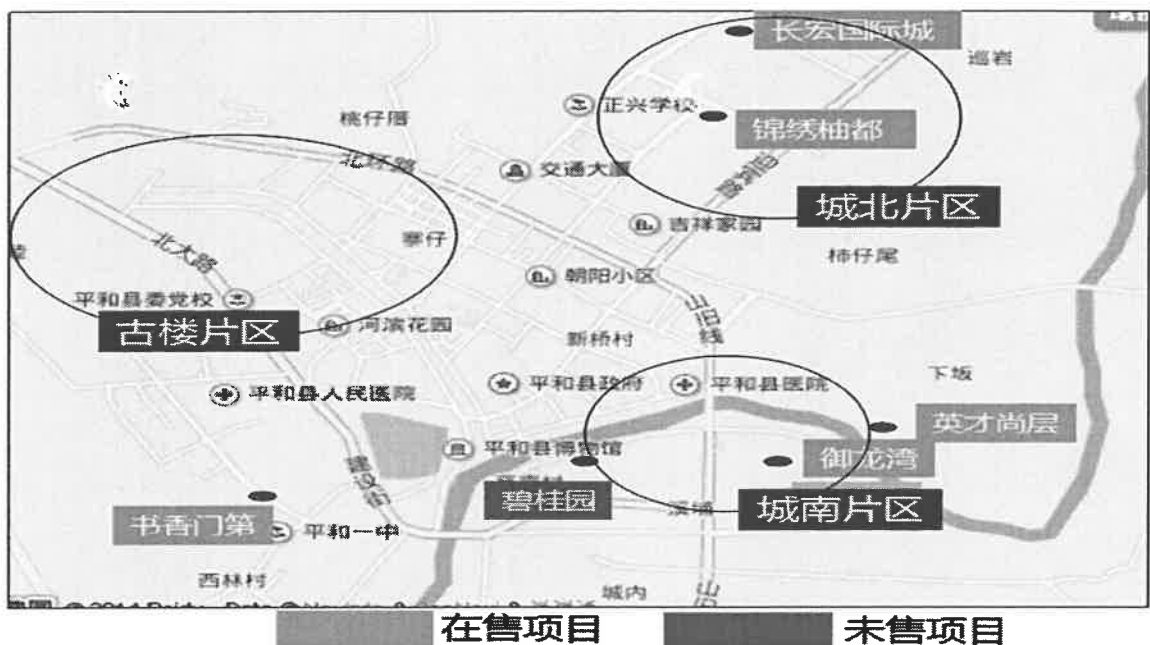 长宏国际城
巡岩
正兴学校
桃仔厝
锦绣柚都
北环路
交通大厦
城北片区
吉祥家园
寨仔
北大路
柿仔尾
朝阳小区
平和县委党校
古楼片区
河滨花园
新桥村
下坂
平和县政府
平和县医院
平和县人民医院
英才尚层
平和县博物馆
御龙湾
建设街
碧桂园
溪埔
城南片区
书香门第
平和一中
西林村
城内
在售项目
未售项目